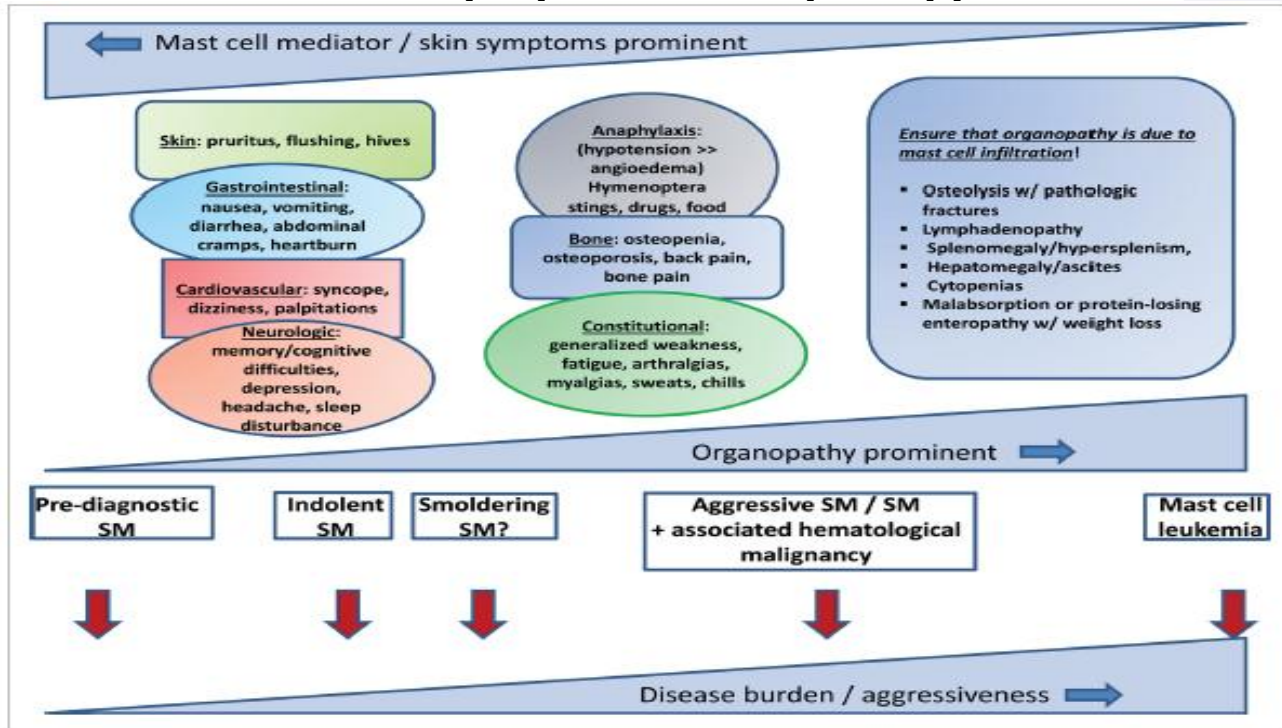 Mast cell mediator / skin symptoms prominent
Skin: pruritus, flushing, hives
Gastrointestinal:
nausea, vomiting,
diarrhea, abdominal
cramps, heartburn
Cardiovascular: syncope,
dizziness, palpitations
Neurologic:
memory/cognitive
difficulties,
depression,
headache, sleep
disturbance
Anaphylaxis:
(hypotension >>
angioedema)
Hymenoptera
stings, drugs, food
Bone: osteopenia,
osteoporosis, back pain,
bone pain
Constitutional:
generalized weakness,
fatigue, arthralgias,
myalgias, sweats, chills
Ensure that organopathy is due to
mast cell infiltration!
▪ Osteolysis w/ pathologic
fractures
▪ Lymphadenopathy
▪ Splenomegaly/hypersplenism,
▪ Hepatomegaly/ascites
▪ Cytopenias
▪ Malabsorption or protein-losing
enteropathy w/ weight loss
Organopathy prominent
Pre-diagnostic
SM
Indolent
SM
Smoldering
SM?
Aggressive SM / SM
+ associated hematological
malignancy
Mast cell
leukemia
Disease burden / aggressiveness